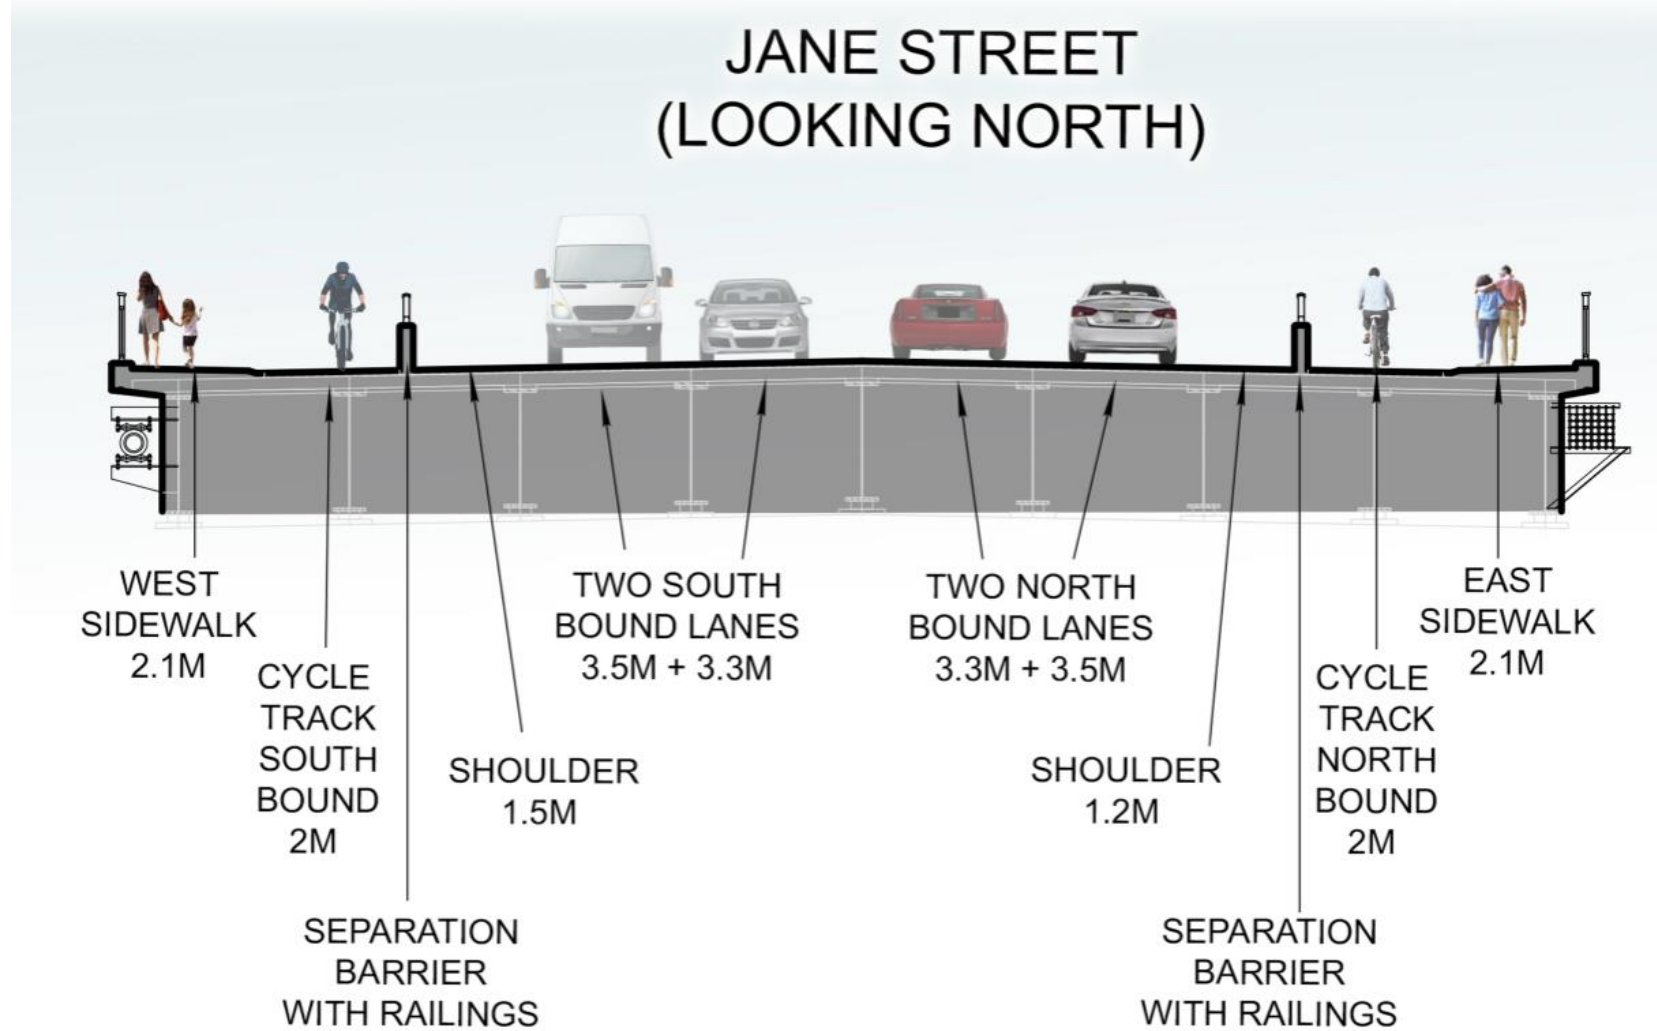 JANE STREET
(LOOKING NORTH)
WEST
SIDEWALK
2.1M
CYCLE
TRACK
SOUTH
BOUND
2M
SEPARATION
BARRIER
WITH RAILINGS
SHOULDER
1.5M
TWO SOUTH
BOUND LANES
3.5M + 3.3M
TWO NORTH
BOUND LANES
3.3M + 3.5M
SHOULDER
1.2M
SEPARATION
BARRIER
WITH RAILINGS
CYCLE
TRACK
NORTH
BOUND
2M
EAST
SIDEWALK
2.1M